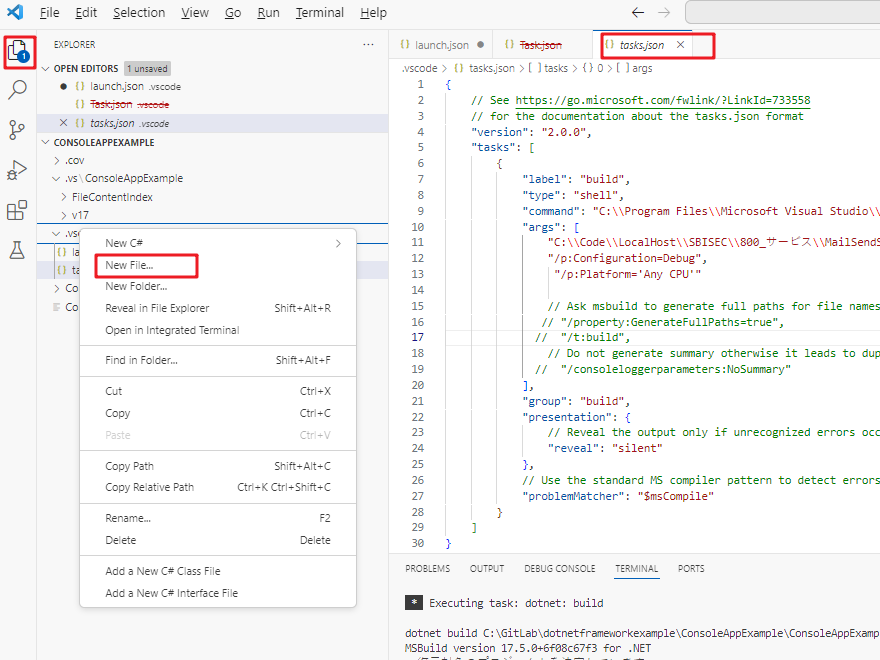 File Edit Selection View Go Run Terminal Help
EXPLORER ...
OPEN EDITORS 1 unsaved
● {} launch.json .vscode
{} Task.json .vscode
× {} tasks.json .vscode
CONSOLEAPPEXAMPLE
> .cov
.vs\ConsoleAppExample
> FileContentIndex
> v17
.vsc
{} la
{} ta
> Co
Co
1
New C# >
New File...
New Folder...
Reveal in File Explorer Shift+Alt+R
Open in Integrated Terminal
Find in Folder... Shift+Alt+F
Cut Ctrl+X
Copy Ctrl+C
Paste Ctrl+V
Copy Path Shift+Alt+C
Copy Relative Path Ctrl+K Ctrl+Shift+C
Rename... F2
Delete Delete
Add a New C# Class File
Add a New C# Interface File
{} launch.json ● {} Task.json {} tasks.json ×
.vscode > {} tasks.json > [ ] tasks > {} 0 > [ ] args
1 {
2 // See https://go.microsoft.com/fwlink/?LinkId=733558
3 // for the documentation about the tasks.json format
4 "version": "2.0.0",
5 "tasks": [
6 {
7 "label": "build",
8 "type": "shell",
9 "command": "C:\\Program Files\\Microsoft Visual Studio\\
10 "args": [
11 "C:\\Code\\LocalHost\\SBISEC\\800_サービス\\MailSendS
12 "/p:Configuration=Debug",
13 "/p:Platform='Any CPU'"
14
15 // Ask msbuild to generate full paths for file names
16 // "/property:GenerateFullPaths=true",
17 // "/t:build",
18 // Do not generate summary otherwise it leads to dup
19 // "/consoleloggerparameters:NoSummary"
20 ],
21 "group": "build",
22 "presentation": {
23 // Reveal the output only if unrecognized errors occ
24 "reveal": "silent"
25 },
26 // Use the standard MS compiler pattern to detect errors
27 "problemMatcher": "$msCompile"
28 }
29 ]
30 }
PROBLEMS OUTPUT DEBUG CONSOLE TERMINAL PORTS
* Executing task: dotnet: build
dotnet build C:\GitLab\dotnetframeworkexample\ConsoleAppExample\ConsoleAppExamp
MSBuild version 17.5.0+6f08c67f3 for .NET